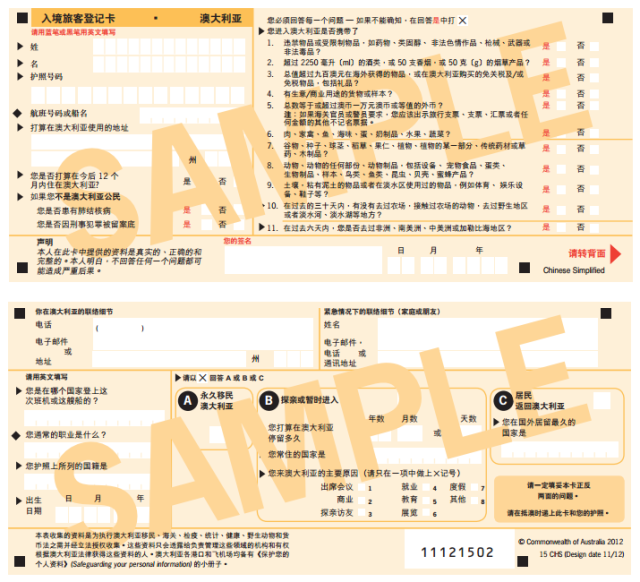 入境旅客登记卡 • 澳大利亚
请用蓝笔或黑笔用英文填写
姓
名
护照号码
航班号码或船名
打算在澳大利亚使用的地址
州
您是否打算在今后 12 个
月内住在澳大利亚?
是 否
如果您不是澳大利亚公民
您是否患有肺结核病
是 否
您是否因刑事犯罪被留案底
是 否
您必须回答每一个问题 — 如果不能确知，在回答是中打 X
您进入澳大利亚是否携带了
1. 违禁物品或受限制物品，如药物、类固醇、非法色情作品、枪械、武器或
非法毒品?
是 否
2. 超过 2250 毫升 (ml) 的酒类，或 50 支香烟，或 50 克 (g) 的烟草产品?
是 否
3. 总值超过九百澳元在海外获得的物品，或在澳大利亚购买的免关税及/或
免税物品，包括礼品?
是 否
4. 有生意/商业用途的货物或样本?
是 否
5. 总数等于或超过澳币一万元澳币或等值的外币?
注：如果海关官员或警员要求，您应该出示旅行支票、支票、汇票或者任
何金额的其他不记名票据。
是 否
6. 肉、家禽、鱼、海味、蛋、奶制品、水果、蔬菜?
是 否
7. 谷物、种子、球茎、稻草、果仁、植物、植物的某一部分、传统药材或草
药、木制品?
是 否
8. 动物、动物的任何部份、动物制品，包括设备、宠物食品、蛋类、
生物制品、样本、鸟类、鱼类、昆虫、贝壳、蜜蜂产品?
是 否
9. 土壤，粘有泥土的物品或者在淡水区使用过的物品，例如体育、娱乐设
备，鞋子等?
是 否
10. 在过去的三十天内，有没有去过农场，接触过农场的动物，去过野生地区
或者淡水河、淡水湖等地方?
是 否
11. 在过去六天内，您是否去过非洲、南美洲、中美洲或加勒比海地区?
是 否
声明
本人在此卡中提供的资料是真实的、正确的和
完整的。本人明白，不回答任何一个问题都可
能造成严重后果。
您的签名
日 月 年
请转背面
Chinese Simplified
SAMPLE
你在澳大利亚的联络细节
电话 ( )
电子邮件
或
地址
州
紧急情况下的联络细节（家庭或朋友）
姓名
电子邮件，
电话 或
通讯地址
请用英文填写
您是在哪个国家登上这
次班机或这艘船的?
您通常的职业是什么?
您护照上所列的国籍是
出生
日期
日 月 年
请以 X 回答 A 或 B 或 C
A 永久移民
澳大利亚
B 探亲或暂时进入
年数 月数 天数
您打算在澳大利亚
停留多久
或
您常住的国家是
您来澳大利亚的主要原因（请只在一项中做上X记号）
出席会议 1 就业 4 度假 7
商业 2 教育 5 其他 8
探亲访友 3 展览 6
C 居民
返回澳大利亚
您在国外居留最久的
国家是
请一定填妥本卡正反
两面的问题。
请在抵港时递上此卡和您的护照。
本表收集的资料是为执行澳大利亚移民、海关、检疫、统计、健康、野生动物和货
币法之需并经立法授权收集。这些资料只会透露给负责管理这些领域的机构和有权
根据澳大利亚法律获得这些资料的人。澳大利亚各港口和飞机场均备有《保护您的
个人资料》(Safeguarding your personal information) 的小册子。
11121502
© Commonwealth of Australia 2012
15 CHS (Design date 11/12)
SAMPLE